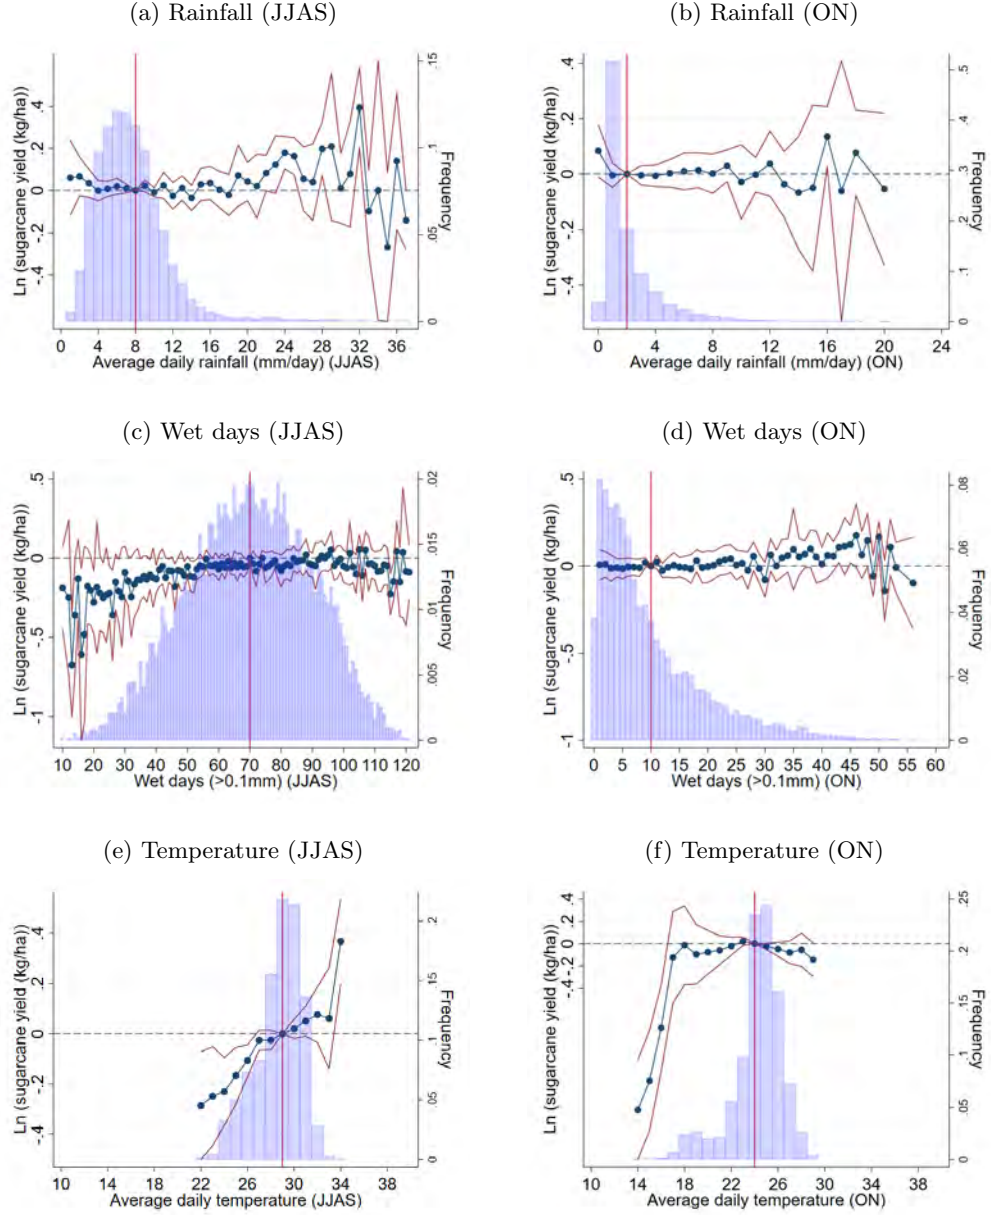 (a) Rainfall (JJAS)
Ln (sugarcane yield (kg/ha))
.4
.2
0
-.2
-.4
.15
.1
.05
0
Frequency
0 4 8 12 16 20 24 28 32 36
Average daily rainfall (mm/day) (JJAS)
(b) Rainfall (ON)
Ln (sugarcane yield (kg/ha))
.4
.2
0
-.2
-.4
.5
.4
.3
.2
.1
0
Frequency
0 4 8 12 16 20 24
Average daily rainfall (mm/day) (ON)
(c) Wet days (JJAS)
Ln (sugarcane yield (kg/ha))
.5
0
-.5
-1
.02
.015
.01
.005
0
Frequency
10 20 30 40 50 60 70 80 90 100 110 120
Wet days (>0.1mm) (JJAS)
(d) Wet days (ON)
Ln (sugarcane yield (kg/ha))
.5
0
-.5
-1
.08
.06
.04
.02
0
Frequency
0 5 10 15 20 25 30 35 40 45 50 55 60
Wet days (>0.1mm) (ON)
(e) Temperature (JJAS)
Ln (sugarcane yield (kg/ha))
.4
.2
0
-.2
-.4
.2
.15
.1
.05
0
Frequency
10 14 18 22 26 30 34 38
Average daily temperature (JJAS)
(f) Temperature (ON)
Ln (sugarcane yield (kg/ha))
.4
.2
0
-.2
-.4
.25
.2
.15
.1
.05
0
Frequency
10 14 18 22 26 30 34 38
Average daily temperature (ON)